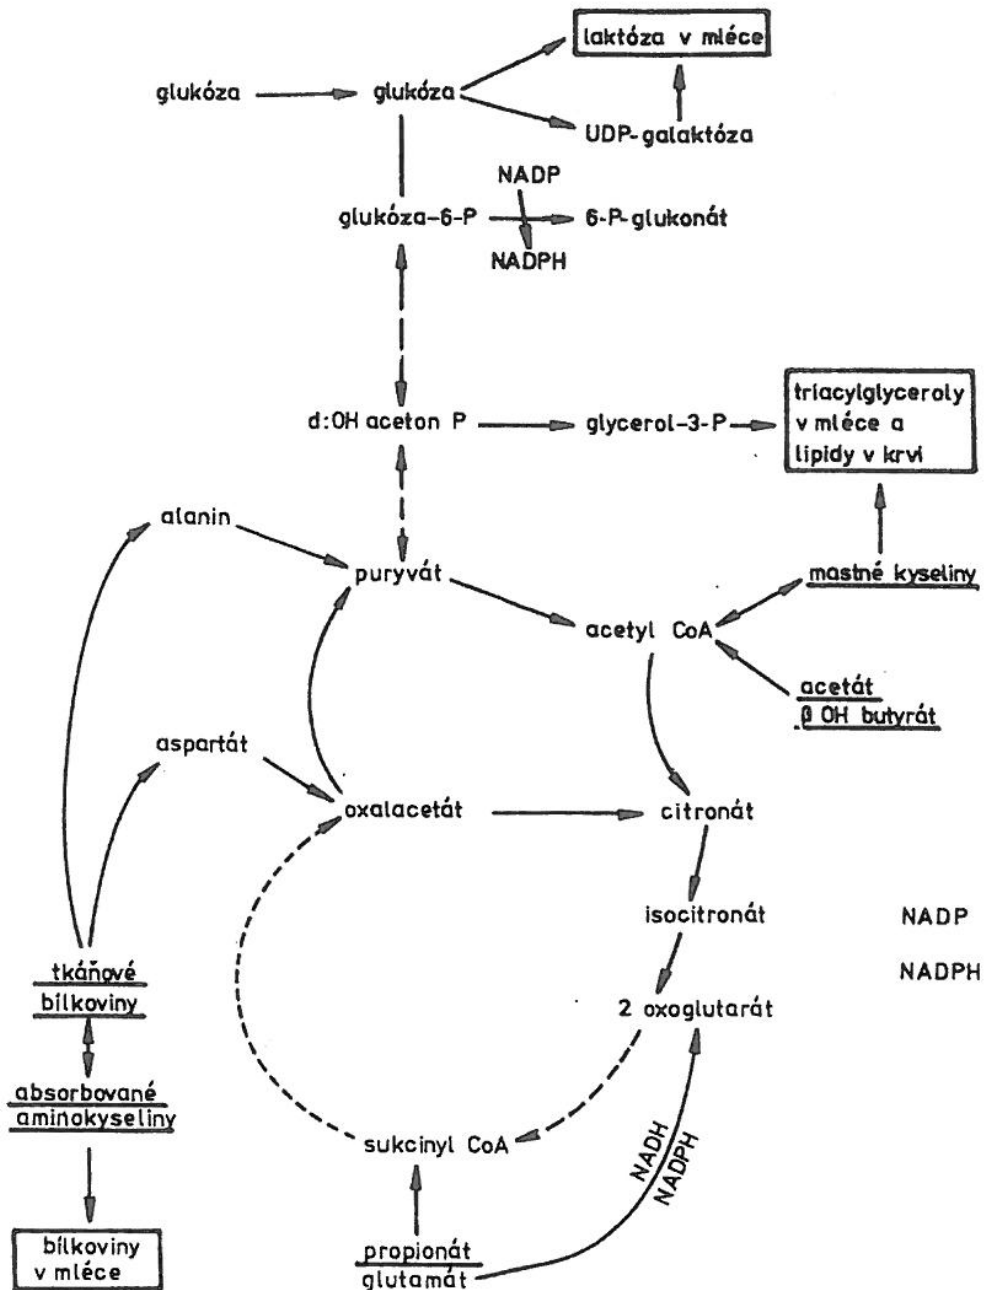 laktóza v mléce
glukóza
glukóza
UDP-galaktóza
NADP
glukóza-6-P
6-P-glukonát
NADPH
d:OH aceton P
glycerol-3-P
triacylglyceroly
v mléce a
lipidy v krvi
alanin
puryvát
mastné kyseliny
acetyl CoA
acetát
β OH butyrát
aspartát
oxalacetát
citronát
isocitronát
NADP
tkáňové
bílkoviny
NADPH
2 oxoglutarát
absorbované
aminokyseliny
sukcinyl CoA
NADH
NADPH
bílkoviny
v mléce
propionát
glutamát